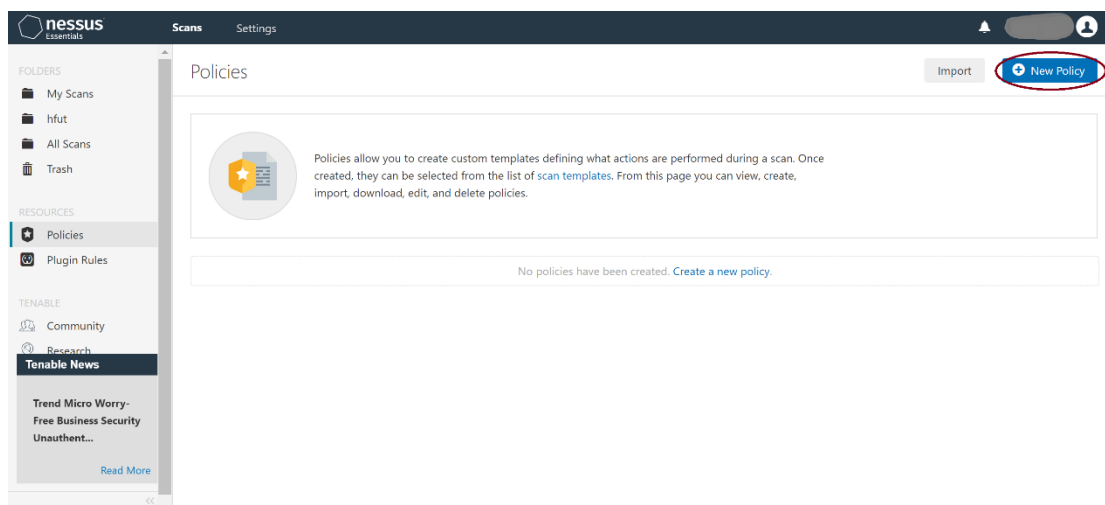 nessus
Essentials
Scans
Settings
FOLDERS
My Scans
hfut
All Scans
Trash
RESOURCES
Policies
Plugin Rules
TENABLE
Community
Research
Tenable News
Trend Micro Worry-
Free Business Security
Unauthent...
Read More
Policies
Import
New Policy
Policies allow you to create custom templates defining what actions are performed during a scan. Once
created, they can be selected from the list of scan templates. From this page you can view, create,
import, download, edit, and delete policies.
No policies have been created. Create a new policy.